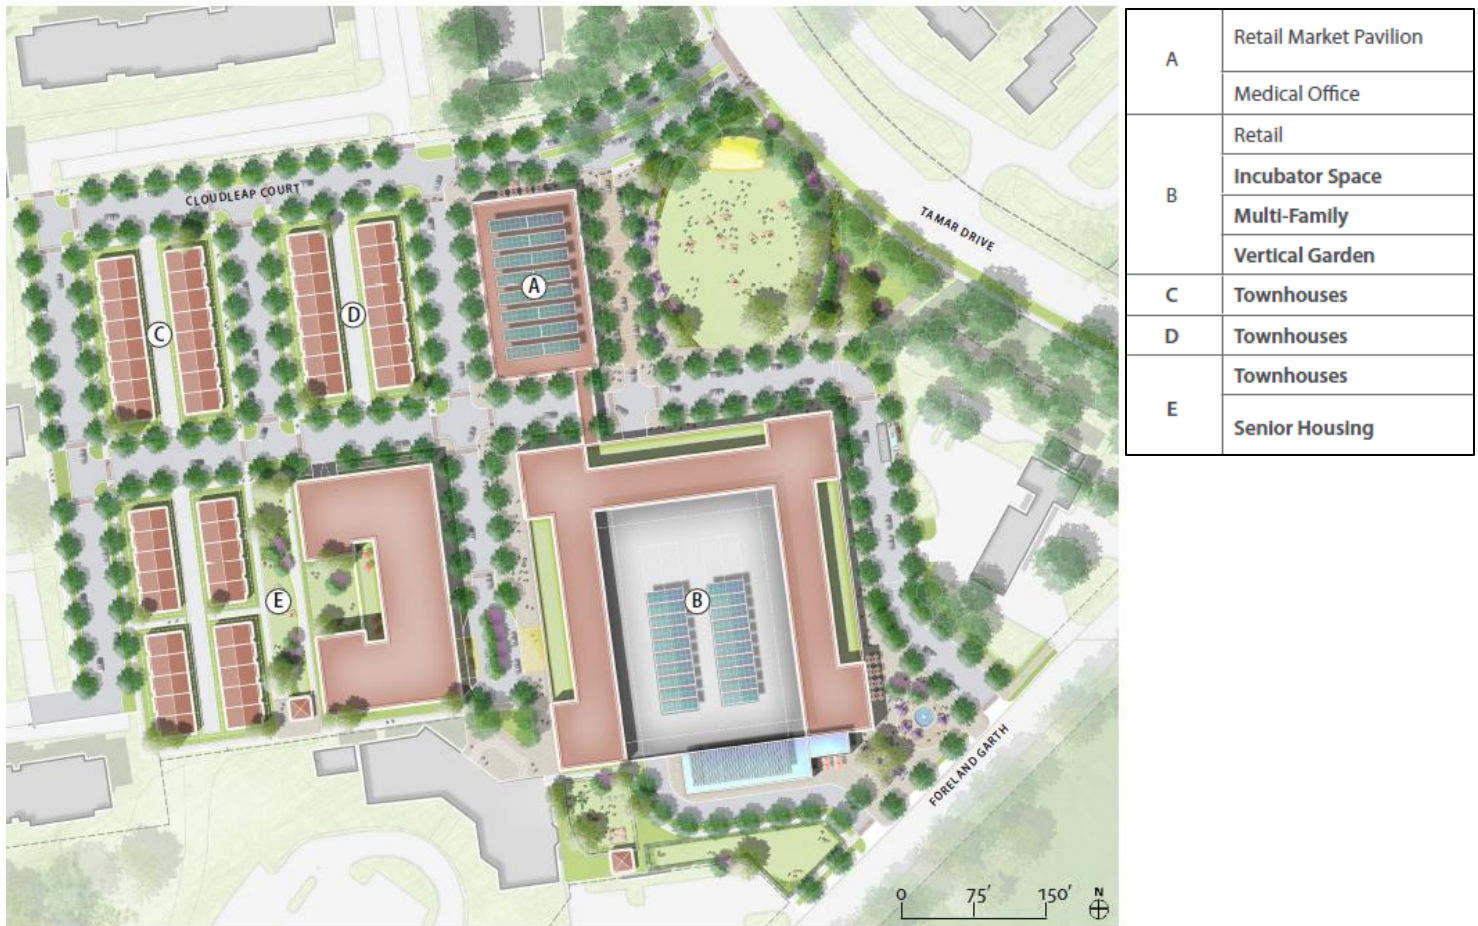 CLOUDLEAP COURT
TAMAR DRIVE
A
C
D
E
B
FORELAND GARTH
0 75' 150'
N
A
Retail Market Pavilion
Medical Office
B
Retail
Incubator Space
Multi-Family
Vertical Garden
C Townhouses
D Townhouses
E
Townhouses
Senior Housing